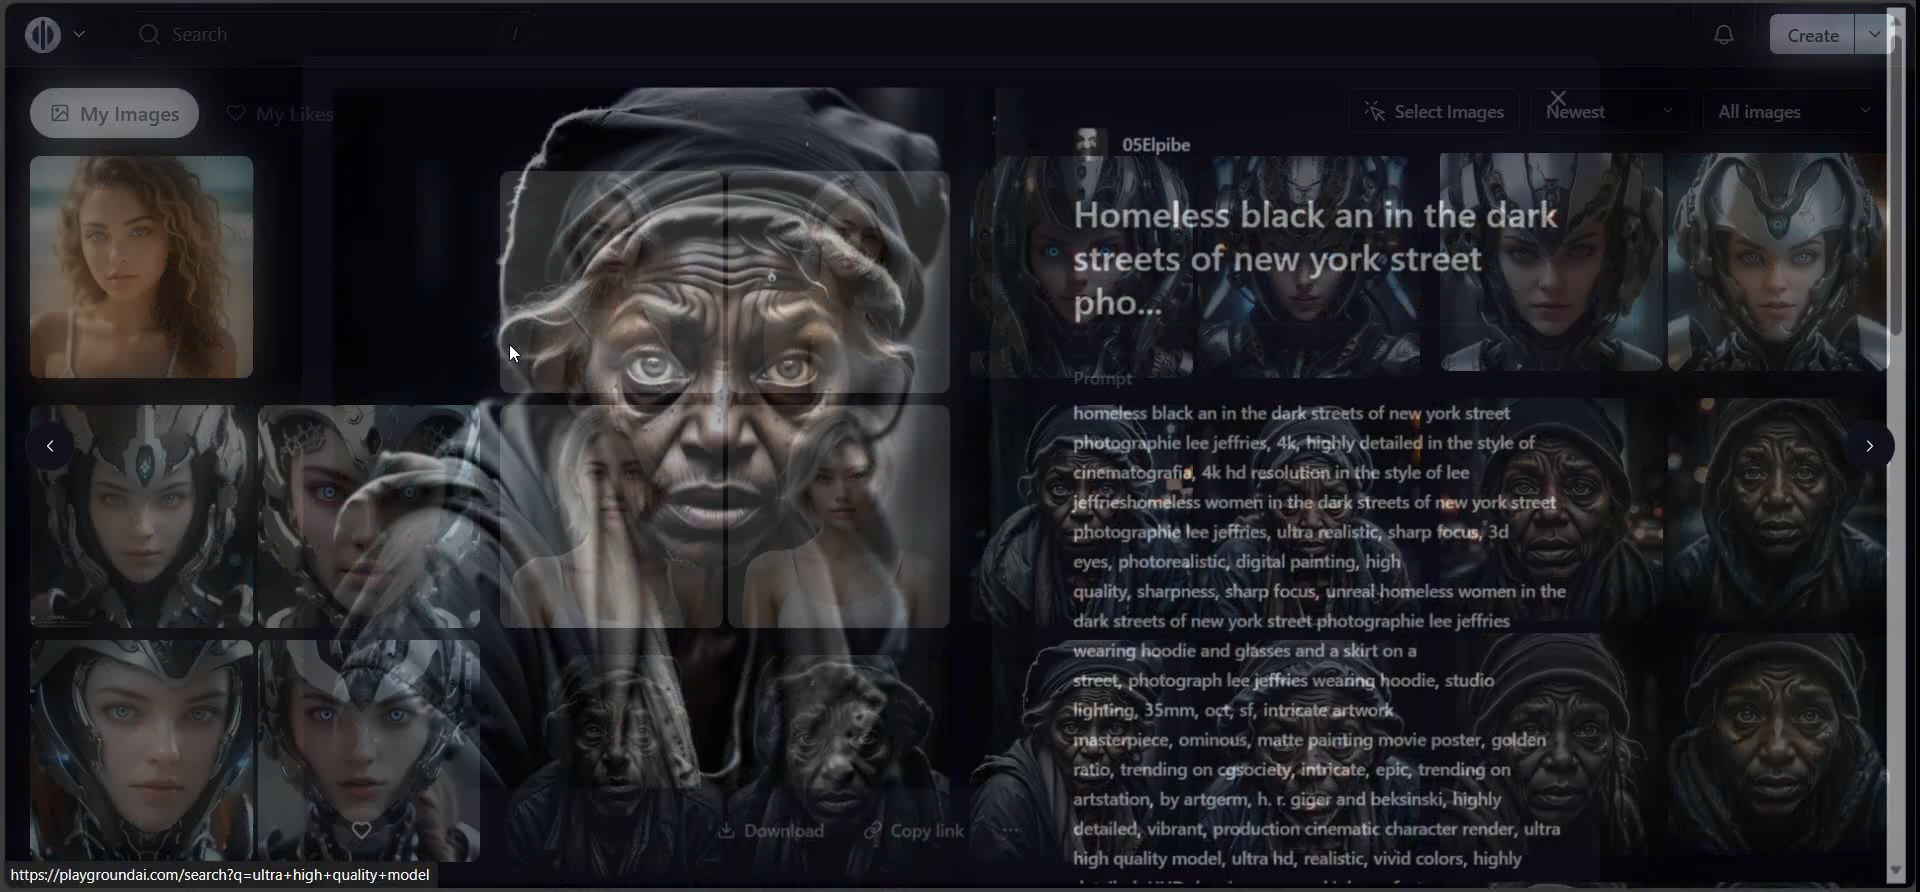 Search
/
Create
My Images
My Likes
Select Images
Newest
All images
05Elpibe
Homeless black an in the dark
streets of new york street
pho...
Prompt
homeless black an in the dark streets of new york street
photographie lee jeffries, 4k, highly detailed in the style of
cinematografia, 4k hd resolution in the style of lee
jeffrieshomeless women in the dark streets of new york street
photographie lee jeffries, ultra realistic, sharp focus, 3d
eyes, photorealistic, digital painting, high
quality, sharpness, sharp focus, unreal homeless women in the
dark streets of new york street photographie lee jeffries
wearing hoodie and glasses and a skirt on a
street, photograph lee jeffries wearing hoodie, studio
lighting, 35mm, oct, sf, intricate artwork
masterpiece, ominous, matte painting movie poster, golden
ratio, trending on cgsociety, intricate, epic, trending on
artstation, by artgerm, h. r. giger and beksinski, highly
detailed, vibrant, production cinematic character render, ultra
high quality model, ultra hd, realistic, vivid colors, highly
Download
Copy link
https://playgroundai.com/search?q=ultra+high+quality+model